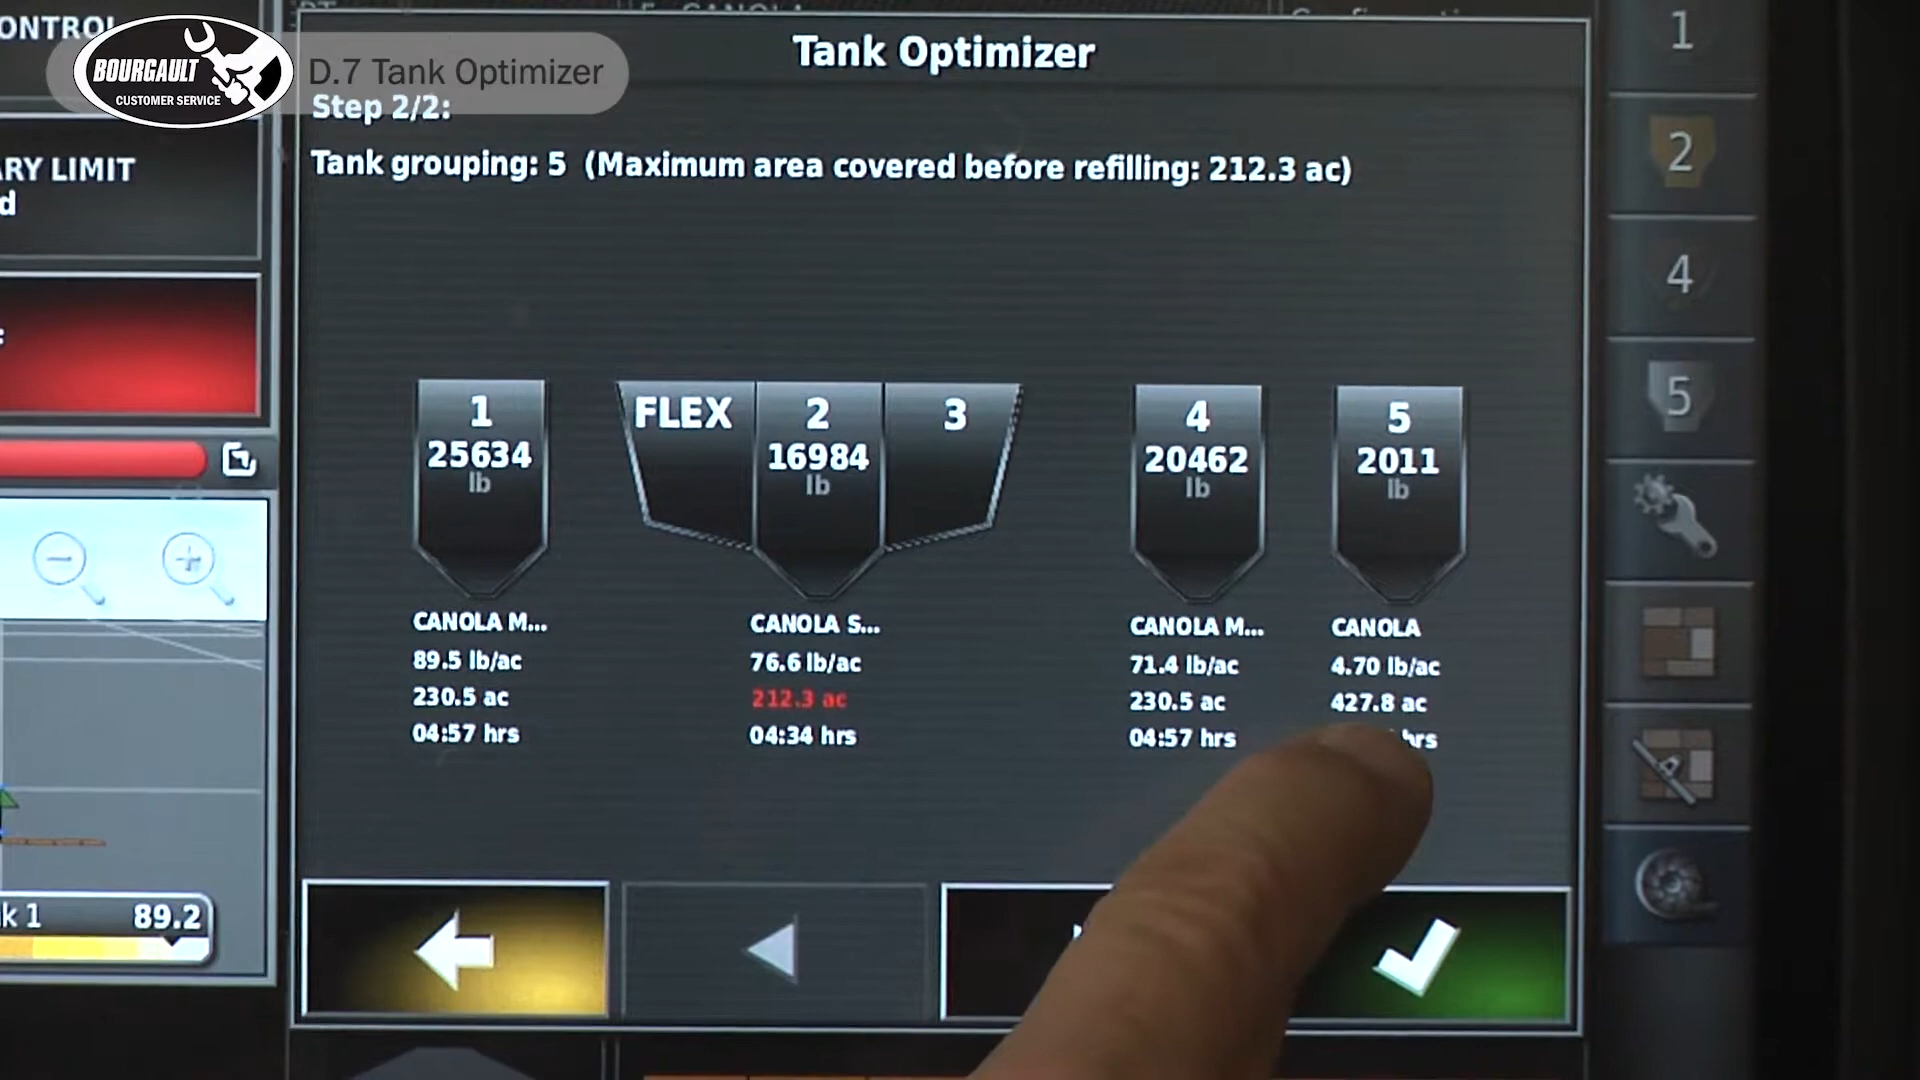 BOURGAULT
CUSTOMER SERVICE
D.7 Tank Optimizer
Tank Optimizer
Step 2/2:
Tank grouping: 5 (Maximum area covered before refilling: 212.3 ac)
ARY LIMIT
1
25634
lb
CANOLA M...
89.5 lb/ac
230.5 ac
04:57 hrs
FLEX
2
3
16984
lb
CANOLA S...
76.6 lb/ac
212.3 ac
04:34 hrs
4
20462
lb
CANOLA M...
71.4 lb/ac
230.5 ac
04:57 hrs
5
2011
lb
CANOLA
4.70 lb/ac
427.8 ac
hrs
k 1 89.2
1
2
4
5